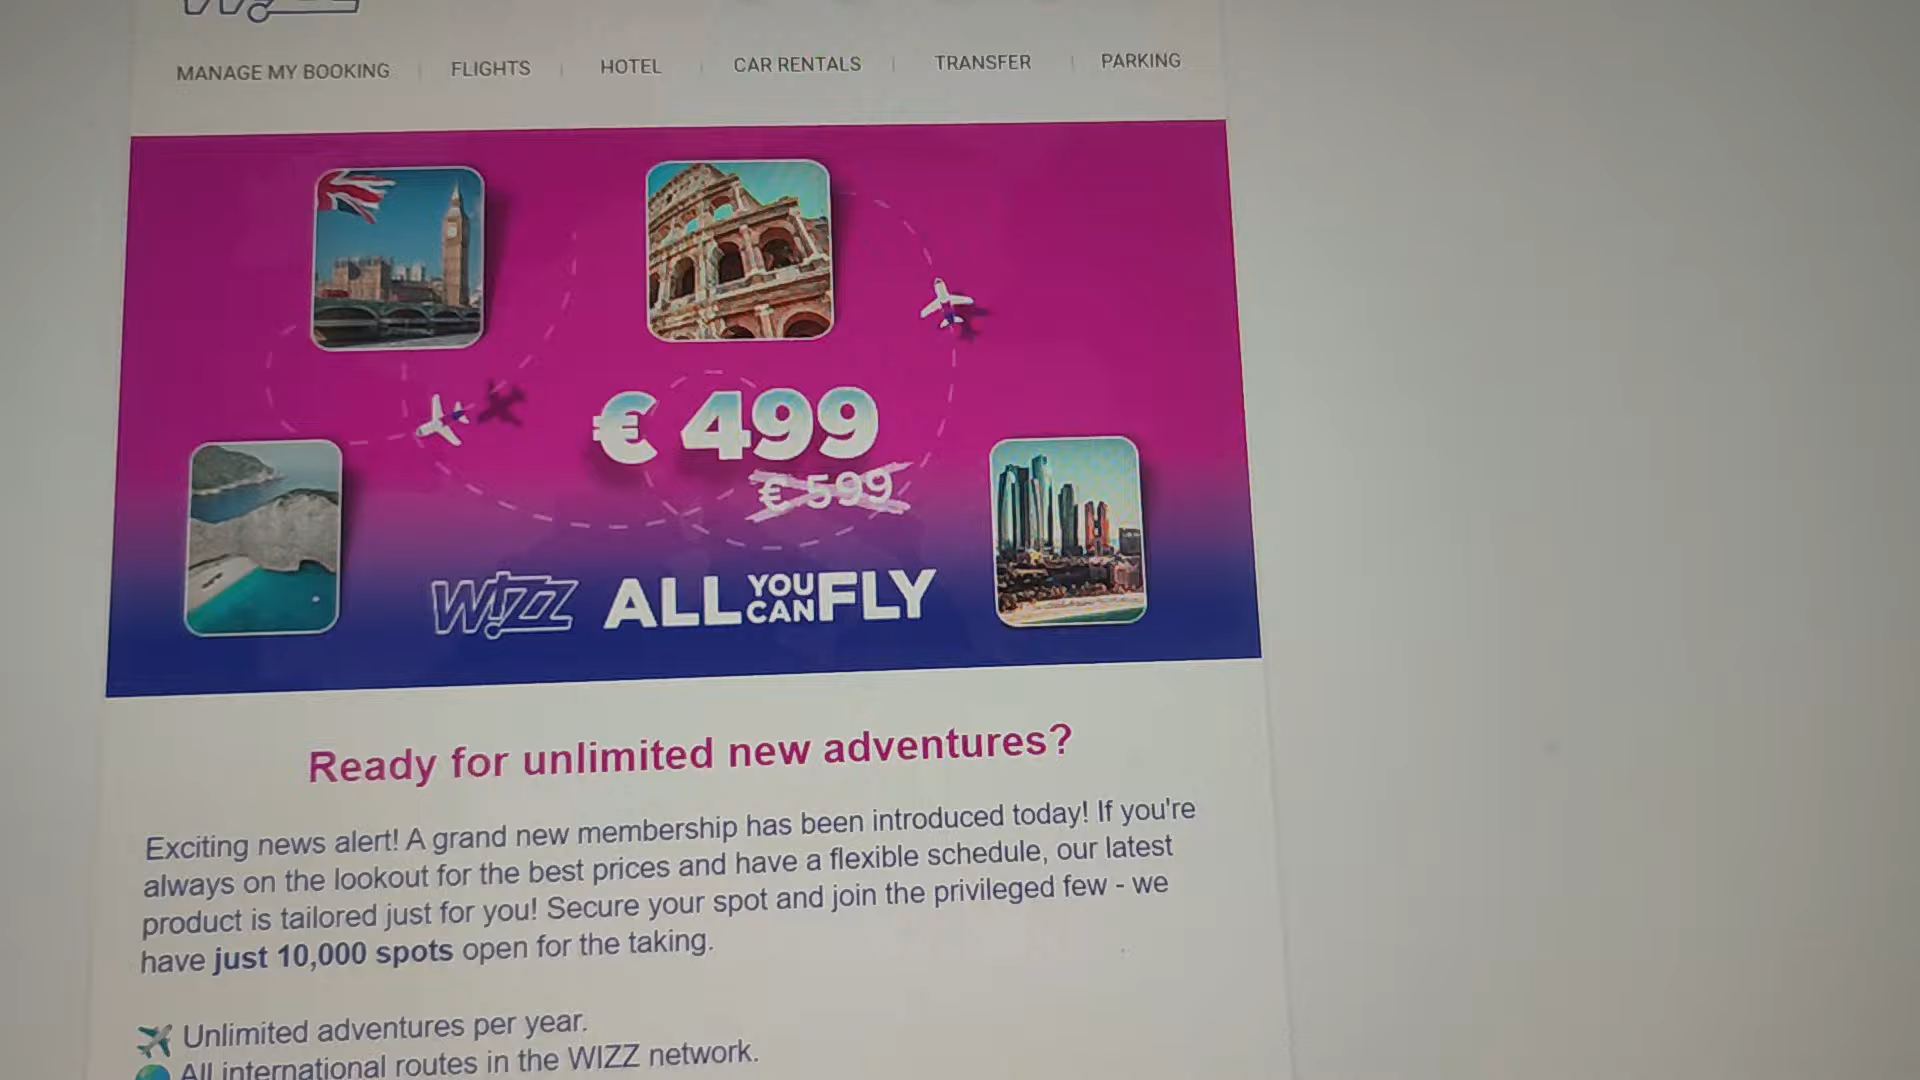 WIZZ
MANAGE MY BOOKING | FLIGHTS | HOTEL | CAR RENTALS | TRANSFER | PARKING
€ 499
€ 599
WIZZ ALL YOU CAN FLY
Ready for unlimited new adventures?
Exciting news alert! A grand new membership has been introduced today! If you're
always on the lookout for the best prices and have a flexible schedule, our latest
product is tailored just for you! Secure your spot and join the privileged few - we
have just 10,000 spots open for the taking.
Unlimited adventures per year.
All international routes in the WIZZ network.